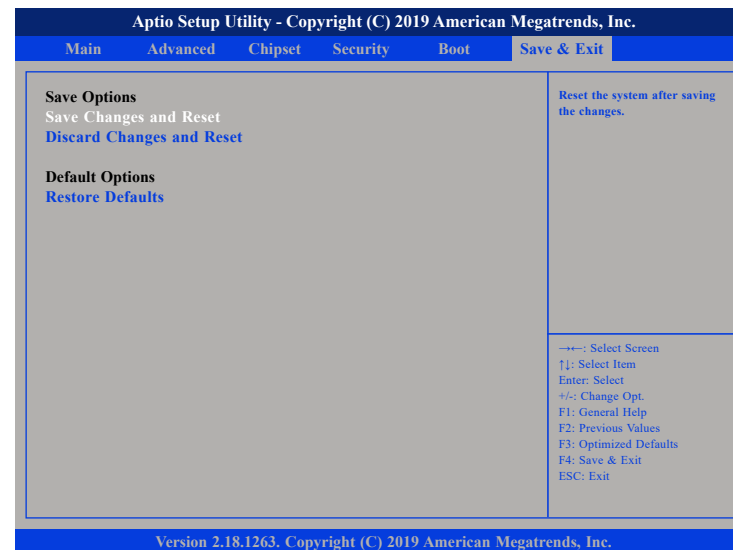 Aptio Setup Utility - Copyright (C) 2019 American Megatrends, Inc.
Main Advanced Chipset Security Boot Save & Exit
Save Options
Save Changes and Reset
Discard Changes and Reset
Default Options
Restore Defaults
Reset the system after saving
the changes.
→←: Select Screen
↑↓: Select Item
Enter: Select
+/-: Change Opt.
F1: General Help
F2: Previous Values
F3: Optimized Defaults
F4: Save & Exit
ESC: Exit
Version 2.18.1263. Copyright (C) 2019 American Megatrends, Inc.